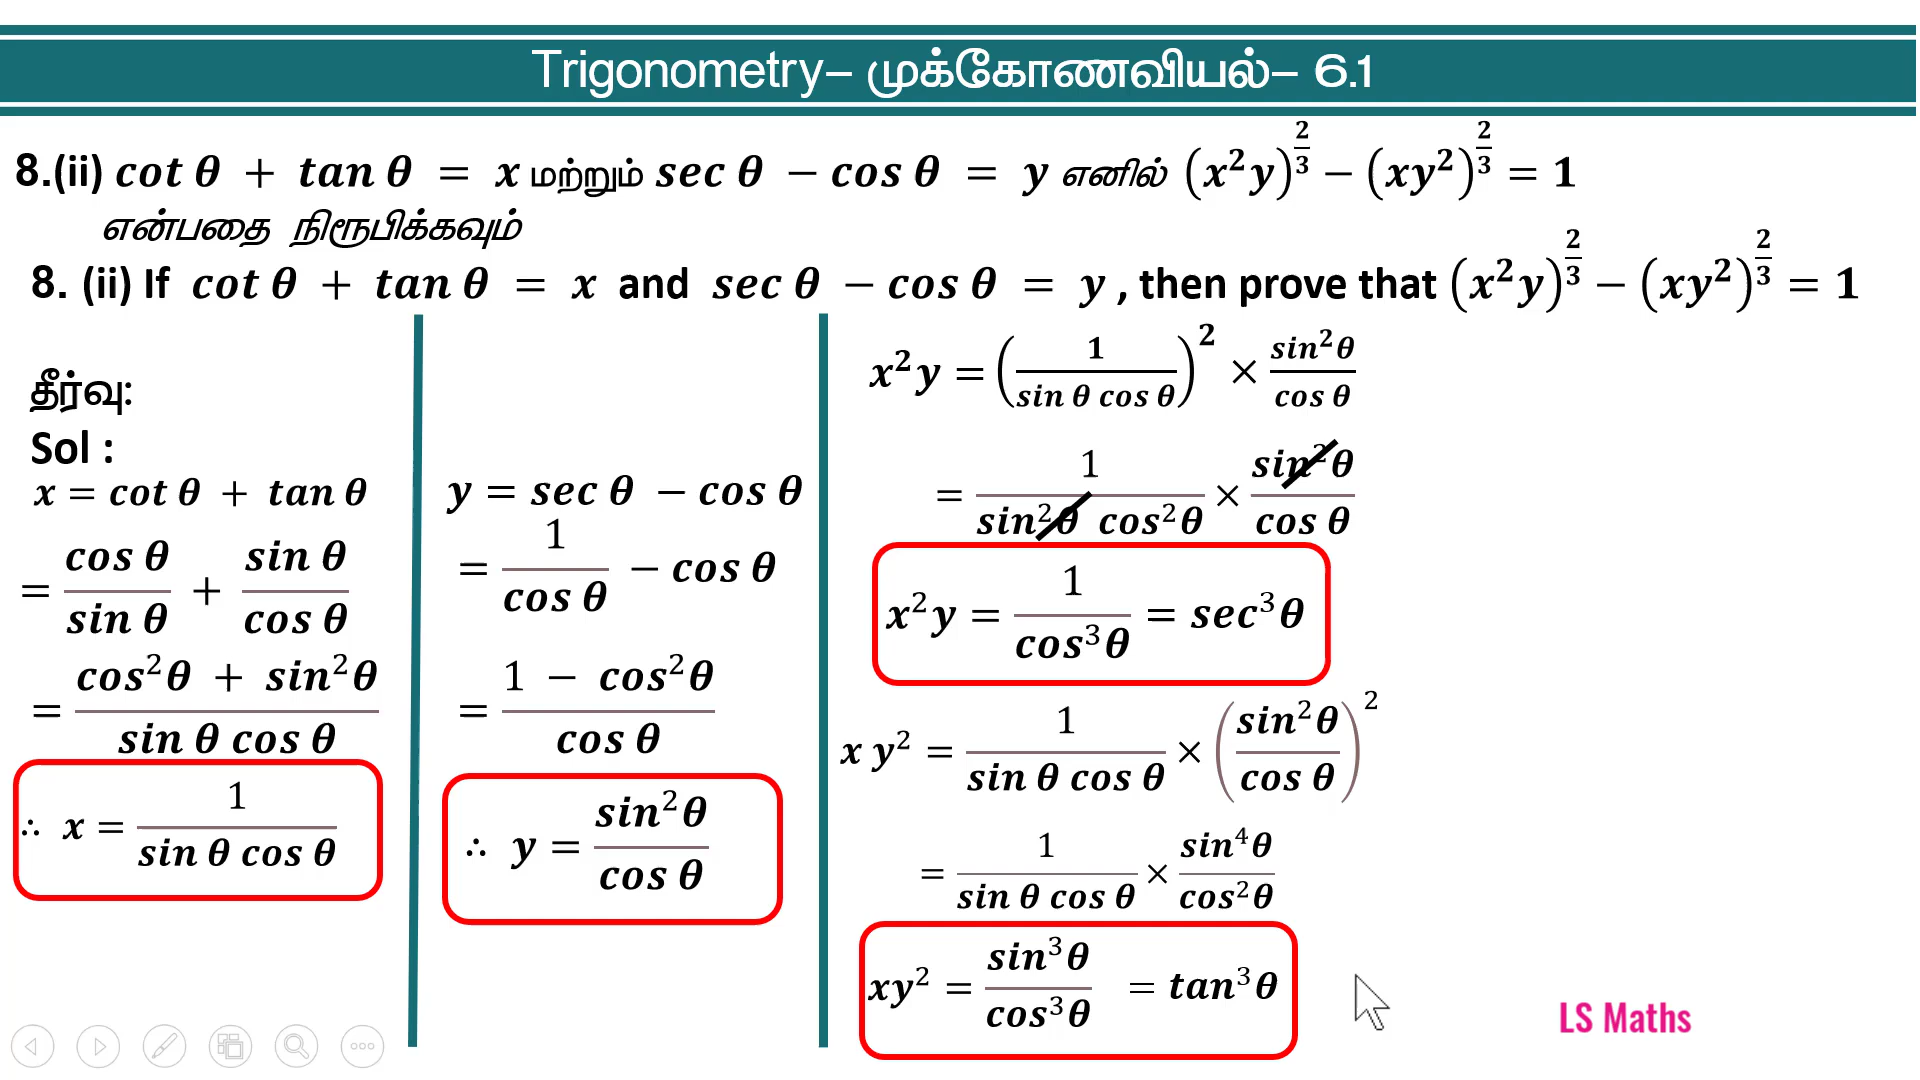 Trigonometry– முக்கோணவியல்– 6.1
8.(ii) cot θ + tan θ = x மற்றும் sec θ − cos θ = y எனில் (x²y)^(2/3) − (xy²)^(2/3) = 1
என்பதை நிரூபிக்கவும்
8. (ii) If cot θ + tan θ = x and sec θ − cos θ = y , then prove that (x²y)^(2/3) − (xy²)^(2/3) = 1
தீர்வு:
Sol :
x = cot θ + tan θ
= cos θ / sin θ + sin θ / cos θ
= (cos²θ + sin²θ) / (sin θ cos θ)
∴ x = 1 / (sin θ cos θ)
y = sec θ − cos θ
= 1 / cos θ − cos θ
= (1 − cos²θ) / cos θ
∴ y = sin²θ / cos θ
x²y = (1 / (sin θ cos θ))² × sin²θ / cos θ
= 1 / (sin²θ cos²θ) × sin²θ / cos θ
x²y = 1 / cos³θ = sec³θ
x y² = 1 / (sin θ cos θ) × (sin²θ / cos θ)²
= 1 / (sin θ cos θ) × sin⁴θ / cos²θ
xy² = sin³θ / cos³θ = tan³θ
LS Maths